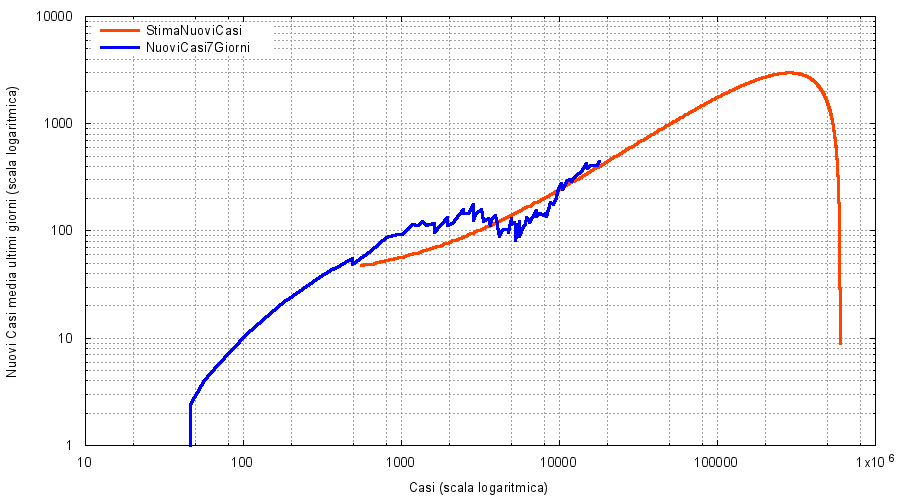 10000
StimaNuoviCasi
NuoviCasi7Giorni
1000
100
10
1
Nuovi Casi media ultimi giorni (scala logaritmica)
10 100 1000 10000 100000 1x10 6
Casi (scala logaritmica)